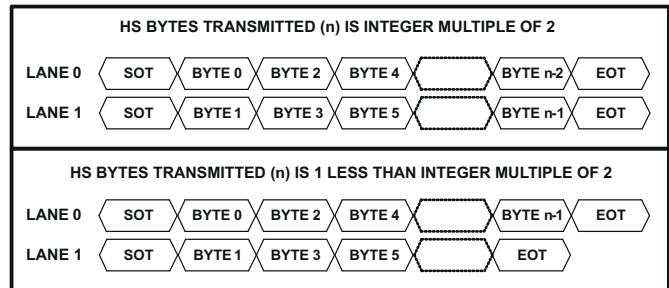 HS BYTES TRANSMITTED (n) IS INTEGER MULTIPLE OF 2
LANE 0 SOT BYTE 0 BYTE 2 BYTE 4 BYTE n-2 EOT
LANE 1 SOT BYTE 1 BYTE 3 BYTE 5 BYTE n-1 EOT
HS BYTES TRANSMITTED (n) IS 1 LESS THAN INTEGER MULTIPLE OF 2
LANE 0 SOT BYTE 0 BYTE 2 BYTE 4 BYTE n-1 EOT
LANE 1 SOT BYTE 1 BYTE 3 BYTE 5 EOT